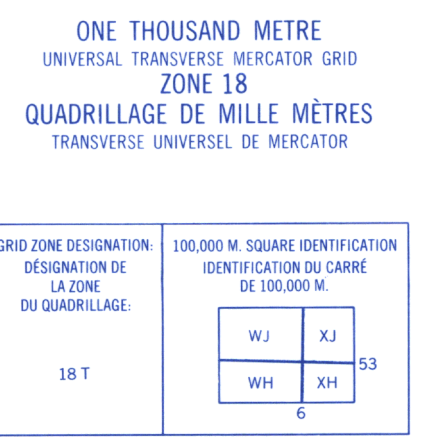 ONE THOUSAND METRE
UNIVERSAL TRANSVERSE MERCATOR GRID
ZONE 18
QUADRILLAGE DE MILLE MÈTRES
TRANSVERSE UNIVERSEL DE MERCATOR
GRID ZONE DESIGNATION:
DÉSIGNATION DE
LA ZONE
DU QUADRILLAGE:
18 T
100,000 M. SQUARE IDENTIFICATION
IDENTIFICATION DU CARRÉ
DE 100,000 M.
WJ XJ
53
WH XH
6